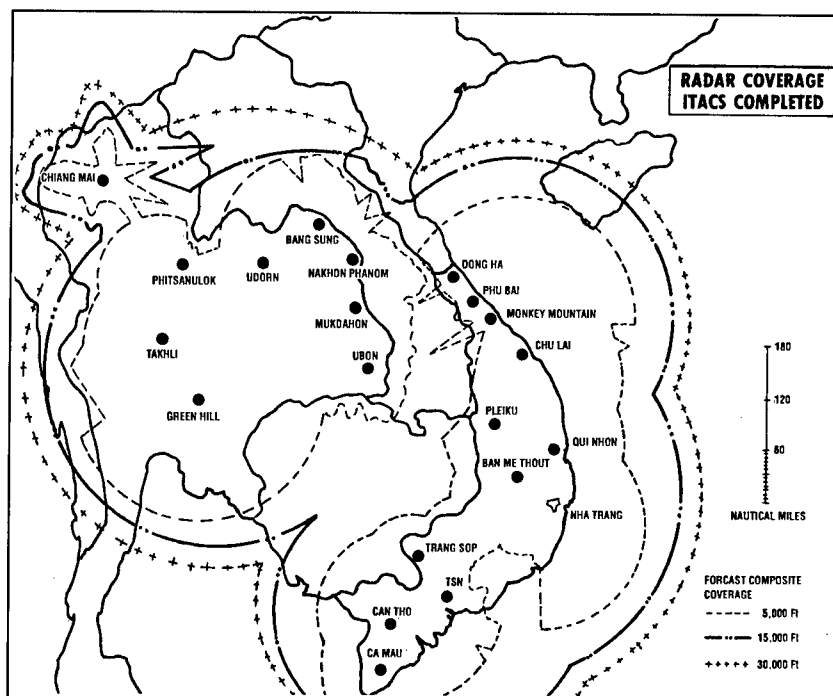 RADAR COVERAGE
ITACS COMPLETED
CHIANG MAI
BANG SUNG
PHITSANULOK
UDORN
NAKHON PHANOM
DONG HA
PHU BAI
MUKDAHON
MONKEY MOUNTAIN
TAKHLI
CHU LAI
UBON
180
GREEN HILL
120
PLEIKU
QUI NHON
60
BAN ME THOUT
NHA TRANG
NAUTICAL MILES
TRANG SOP
TSN
FORCAST COMPOSITE
COVERAGE
CAN THO
5,000 Ft
15,000 Ft
CA MAU
30,000 Ft